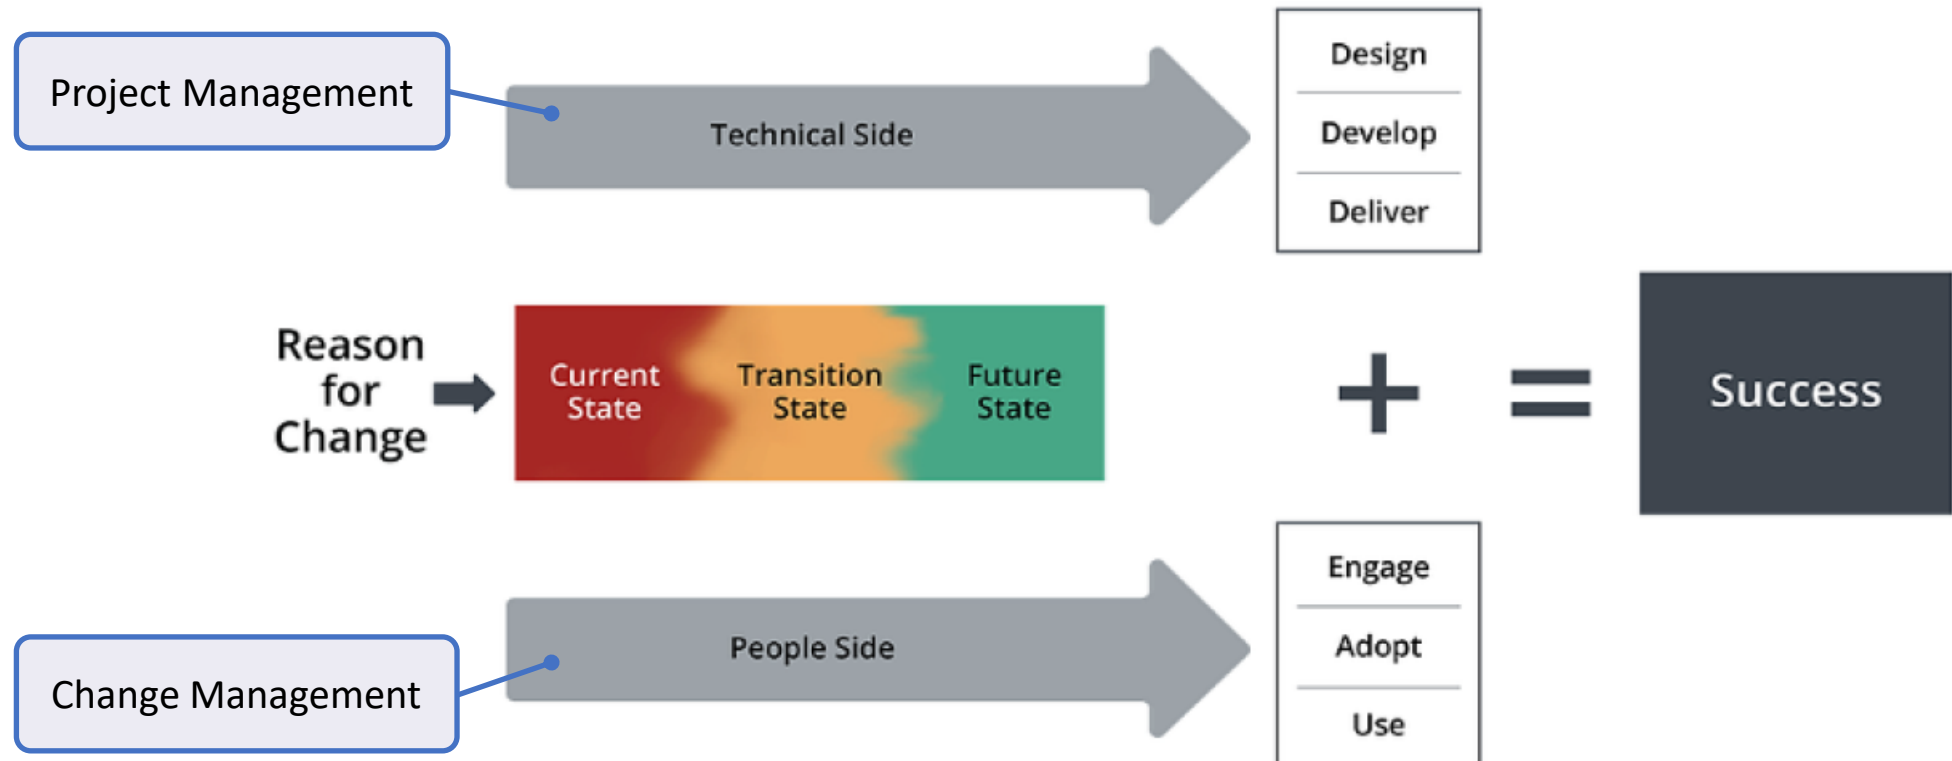 Project Management
Technical Side
Design
Develop
Deliver
Reason
for
Change
Current
State
Transition
State
Future
State
+
=
Success
Change Management
People Side
Engage
Adopt
Use